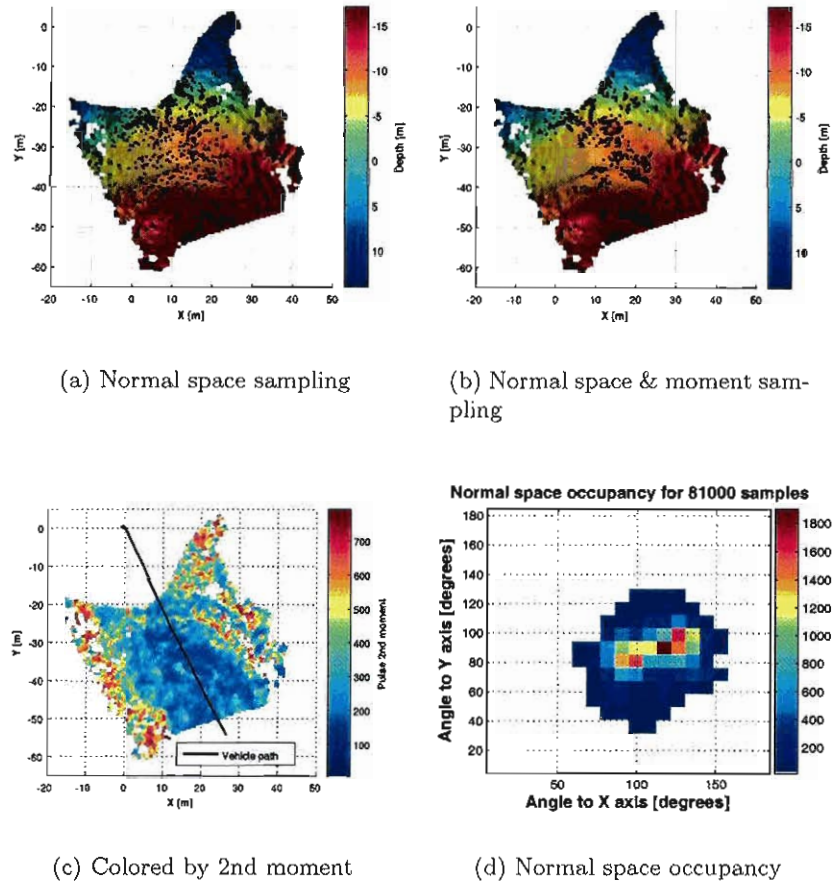 0
-10
-20
-30
-40
-50
-60
Y [m]
-20 -10 0 10 20 30 40 50
X [m]
-15
-10
-5
0
5
10
Depth [m]
0
-10
-20
-30
-40
-50
-60
Y [m]
-20 -10 0 10 20 30 40 50
X [m]
-15
-10
-5
0
5
10
Depth [m]
(a) Normal space sampling
(b) Normal space & moment sam-
pling
0
-10
-20
-30
-40
-50
-60
Y [m]
-20 -10 0 10 20 30 40 50
X [m]
Vehicle path
700
600
500
400
300
200
100
Pulse 2nd moment
Normal space occupancy for 81000 samples
180
160
140
120
100
80
60
40
20
Angle to Y axis [degrees]
50 100 150
Angle to X axis [degrees]
1800
1600
1400
1200
1000
800
600
400
200
(c) Colored by 2nd moment
(d) Normal space occupancy